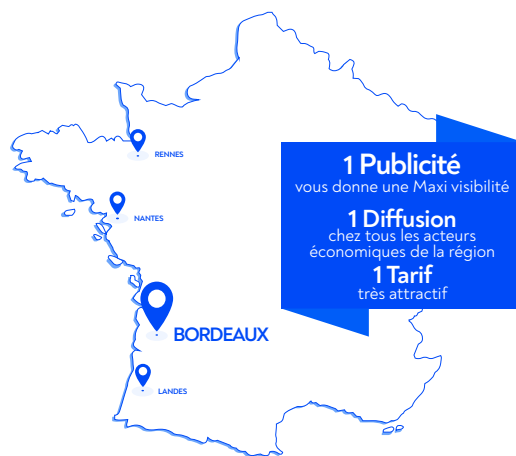 RENNES
1 Publicité
vous donne une Maxi visibilité
NANTES
1 Diffusion
chez tous les acteurs
économiques de la région
1 Tarif
très attractif
BORDEAUX
LANDES